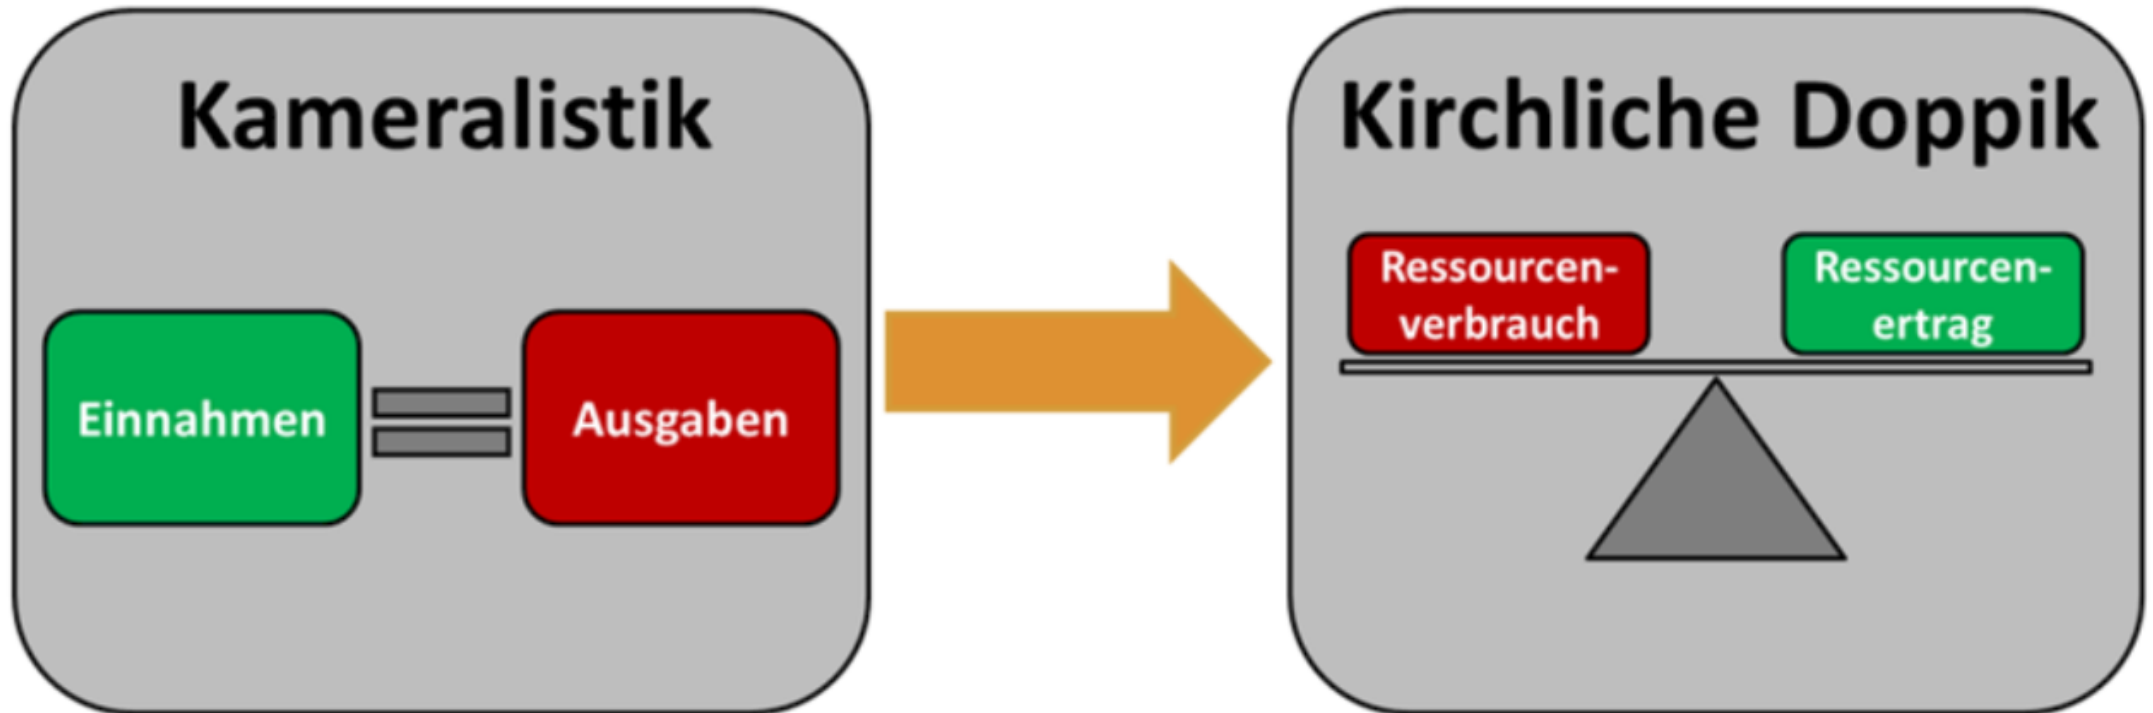 Kameralistik
Einnahmen
Ausgaben
Kirchliche Doppik
Ressourcen-
verbrauch
Ressourcen-
ertrag